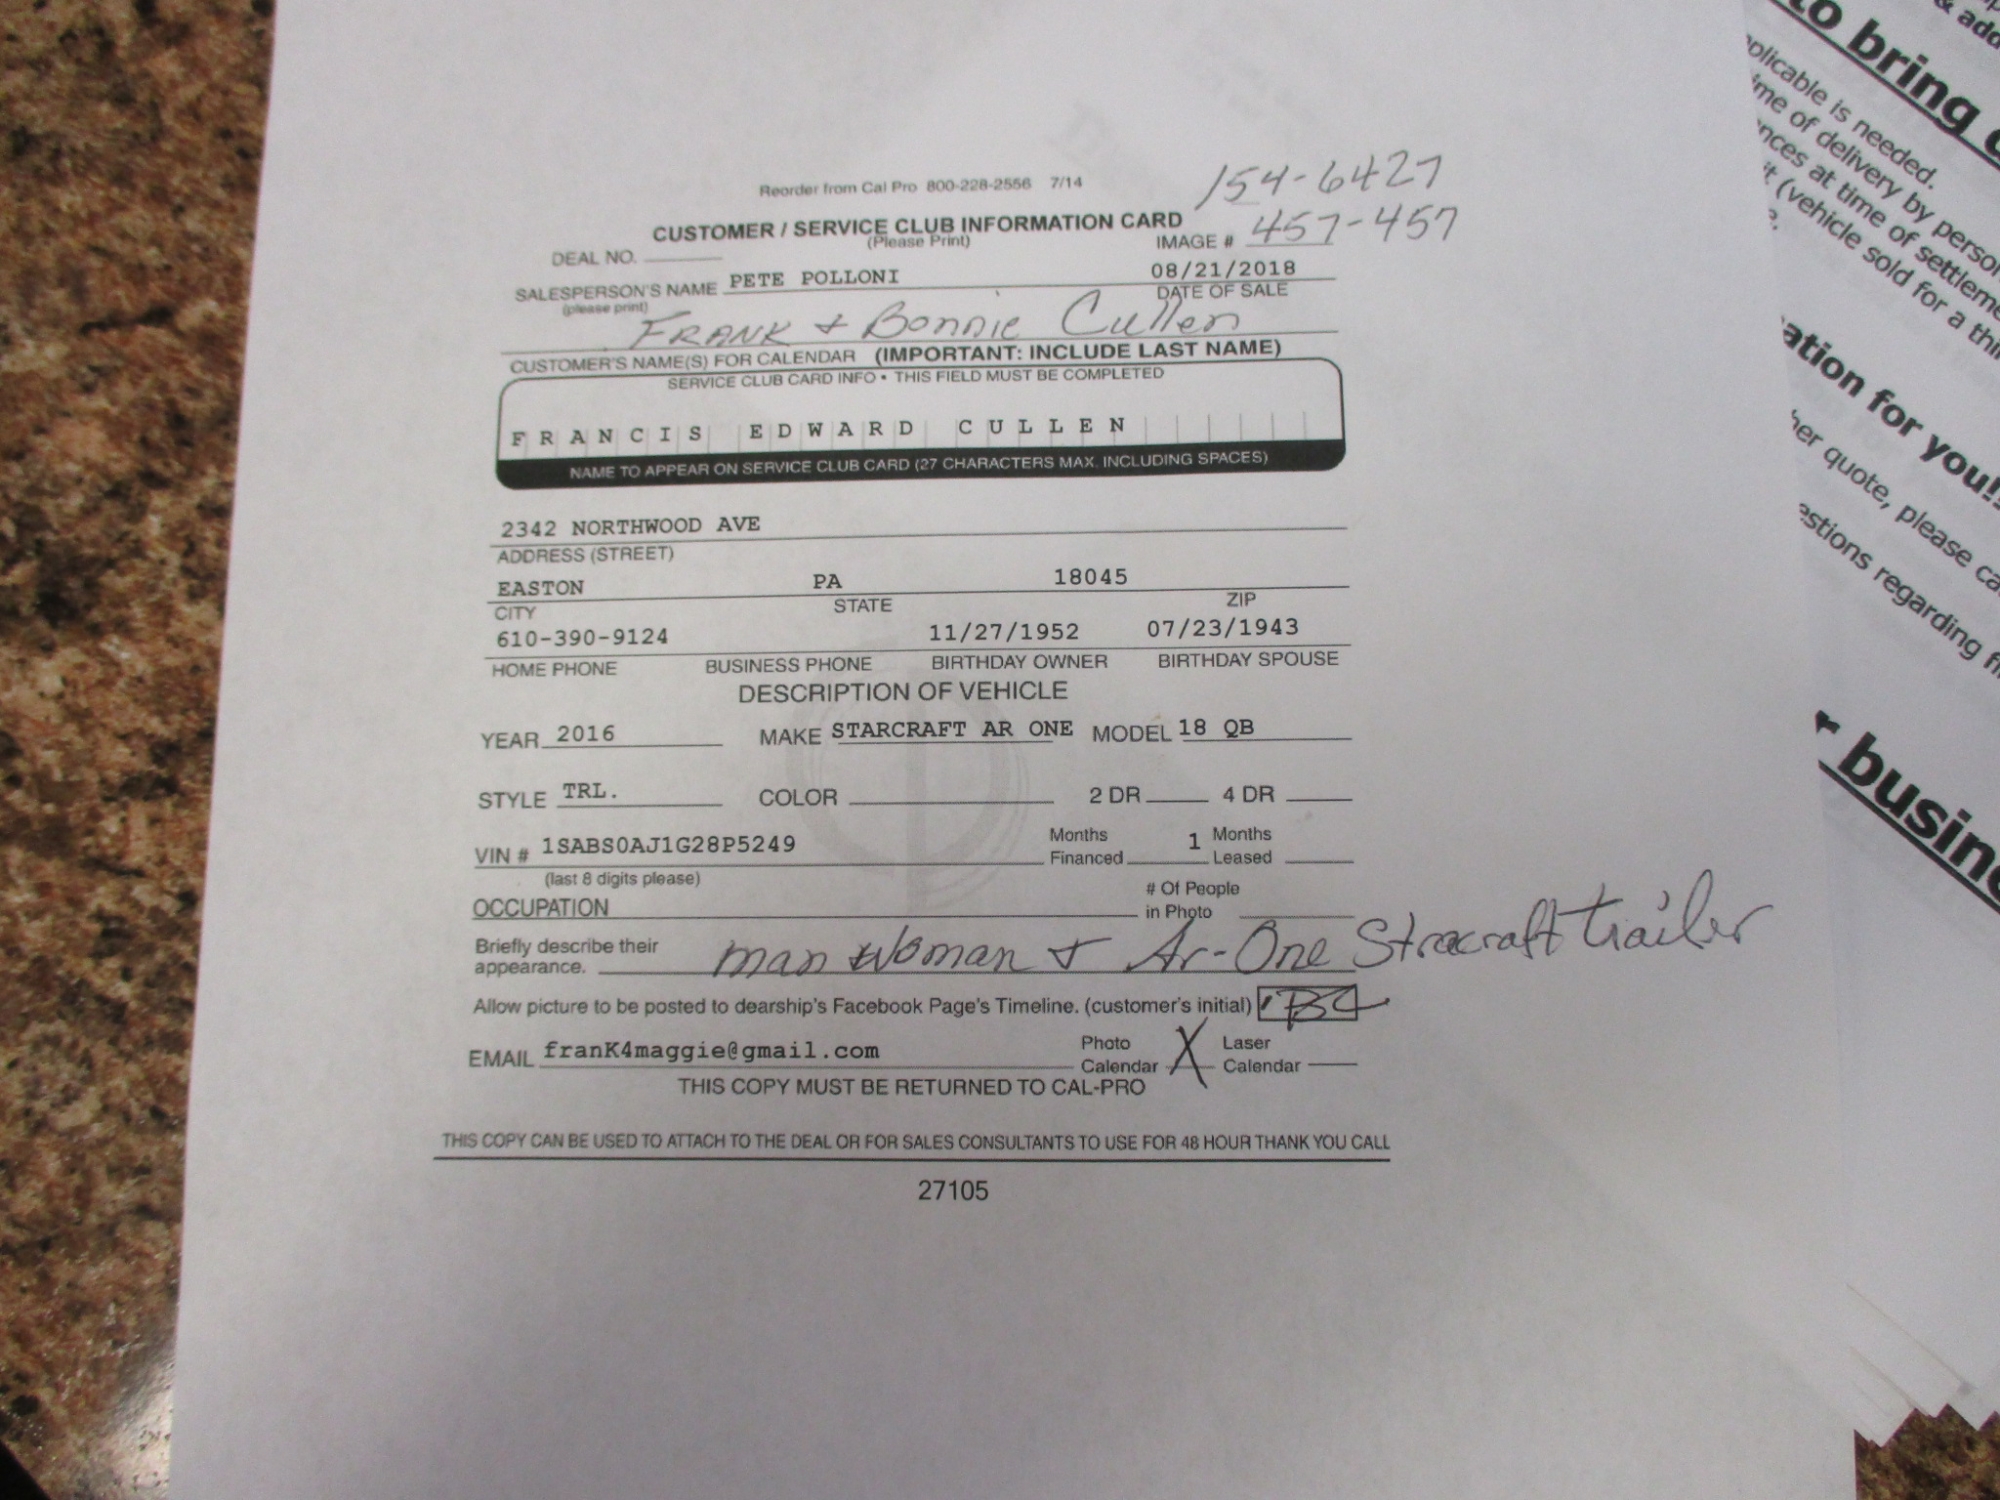 Reorder from Cal Pro 800-228-2556 7/14
154-6427
CUSTOMER / SERVICE CLUB INFORMATION CARD
(Please Print)
IMAGE # 457-457
DEAL NO.
SALESPERSON'S NAME PETE POLLONI 08/21/2018
(please print) DATE OF SALE
FRANK & Bonnie Cullen
CUSTOMER'S NAME(S) FOR CALENDAR (IMPORTANT: INCLUDE LAST NAME)
SERVICE CLUB CARD INFO • THIS FIELD MUST BE COMPLETED
FRANCIS EDWARD CULLEN
NAME TO APPEAR ON SERVICE CLUB CARD (27 CHARACTERS MAX. INCLUDING SPACES)
2342 NORTHWOOD AVE
ADDRESS (STREET)
EASTON PA 18045
CITY STATE ZIP
610-390-9124 11/27/1952 07/23/1943
HOME PHONE BUSINESS PHONE BIRTHDAY OWNER BIRTHDAY SPOUSE
DESCRIPTION OF VEHICLE
YEAR 2016 MAKE STARCRAFT AR ONE MODEL 18 QB
STYLE TRL. COLOR 2 DR 4 DR
VIN # 1SABS0AJ1G28P5249 Months Financed 1 Months Leased
(last 8 digits please)
OCCUPATION # Of People in Photo
Briefly describe their appearance. man woman & Ar-One Stracraft trailer
Allow picture to be posted to dearship's Facebook Page's Timeline. (customer's initial) BC
EMAIL franK4maggie@gmail.com Photo Calendar X Laser Calendar
THIS COPY MUST BE RETURNED TO CAL-PRO
THIS COPY CAN BE USED TO ATTACH TO THE DEAL OR FOR SALES CONSULTANTS TO USE FOR 48 HOUR THANK YOU CALL
27105
& add
to bring
plicable is needed.
ime of delivery by person
nces at time of settleme
it (vehicle sold for a thi
ation for you!!
her quote, please ca
estions regarding fi
r busine